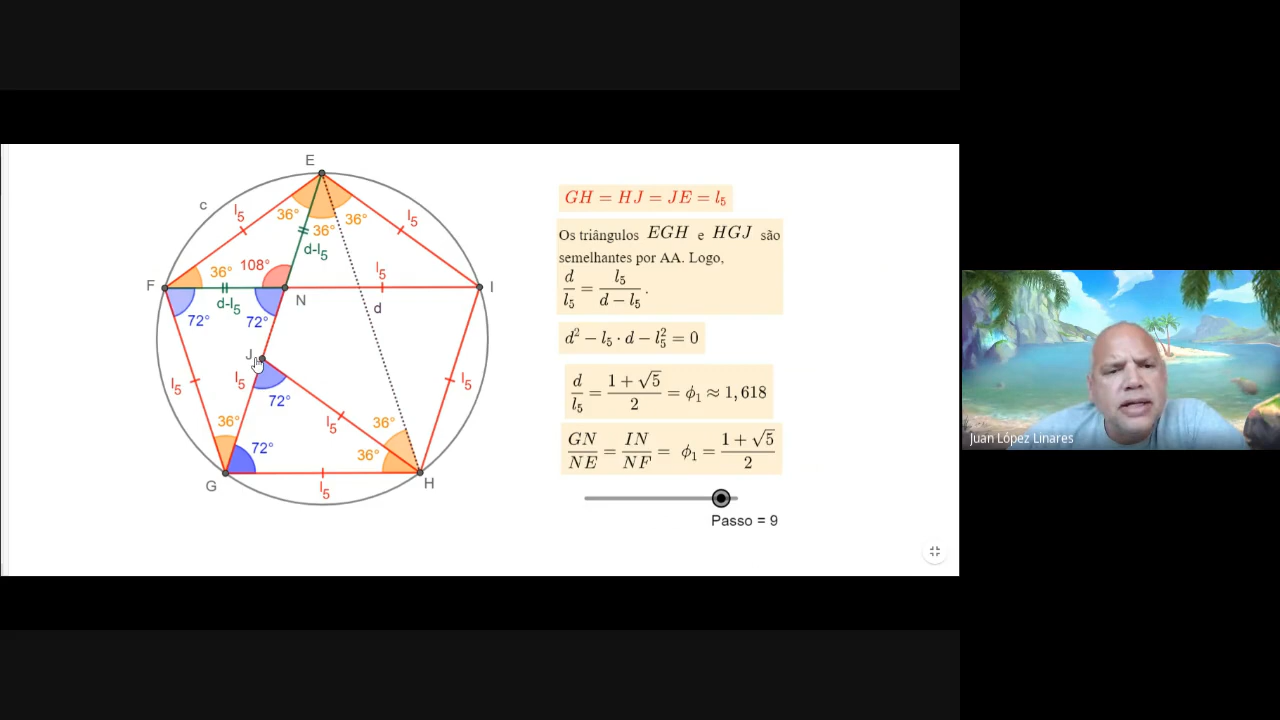 E
c
l₅
l₅
36°
36°
36°
d-l₅
36°
108°
l₅
F
N
I
d-l₅
72°
72°
d
J
l₅
l₅
l₅
72°
l₅
36°
36°
72°
36°
G
l₅
H
GH = HJ = JE = l₅
Os triângulos EGH e HGJ são
semelhantes por AA. Logo,
d/l₅ = l₅/(d − l₅).
d² − l₅ · d − l₅² = 0
d/l₅ = (1 + √5)/2 = ϕ₁ ≈ 1,618
GN/NE = IN/NF = ϕ₁ = (1 + √5)/2
Passo = 9
Juan López Linares